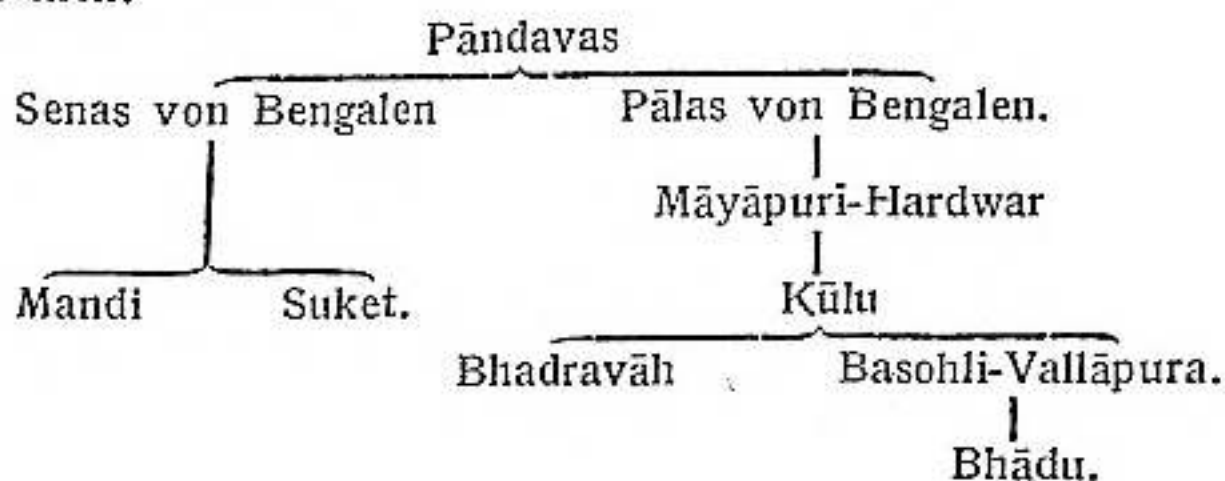 Pāndavas
Senas von Bengalen Pālas von Bengalen.
Māyāpuri-Hardwar
Mandi Suket. Kūlu
Bhadravāh Basohli-Vallāpura.
Bhādu.